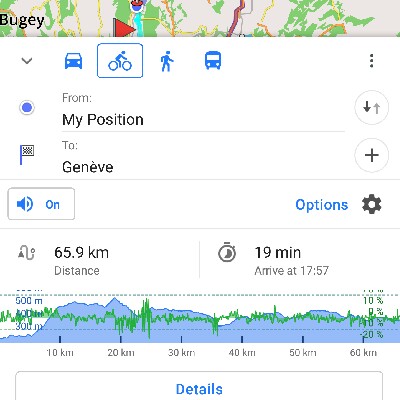 Bugey
From:
My Position
To:
Genève
On
Options
65.9 km
Distance
19 min
Arrive at 17:57
500 m
400 m
300 m
10 %
0 %
-20 %
10 km
20 km
30 km
40 km
50 km
60 km
Details